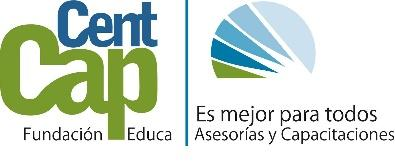 Cent
Cap
Fundación Educa
Es mejor para todos
Asesorías y Capacitaciones